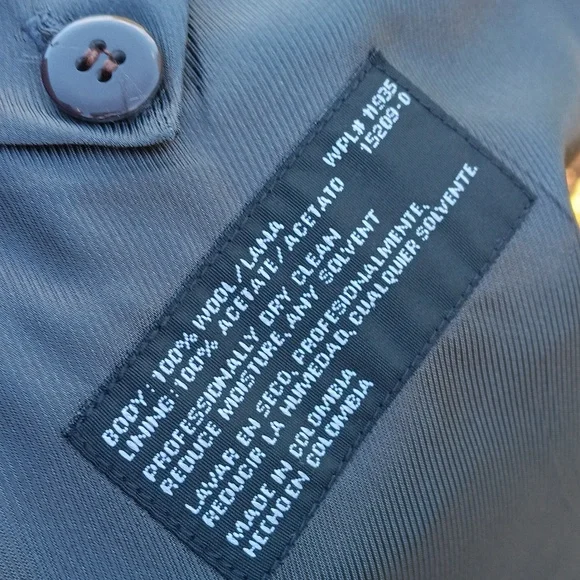 WPL# 11935
15209-0
BODY: 100% WOOL/LANA
LINING: 100% ACETATE/ACETATO
PROFESSIONALLY DRY CLEAN
REDUCE MOISTURE, ANY SOLVENT
LAVAR EN SECO, PROFESIONALMENTE,
REDUCIR LA HUMEDAD, CUALQUIER SOLVENTE
MADE IN COLOMBIA
HECHO EN COLOMBIA